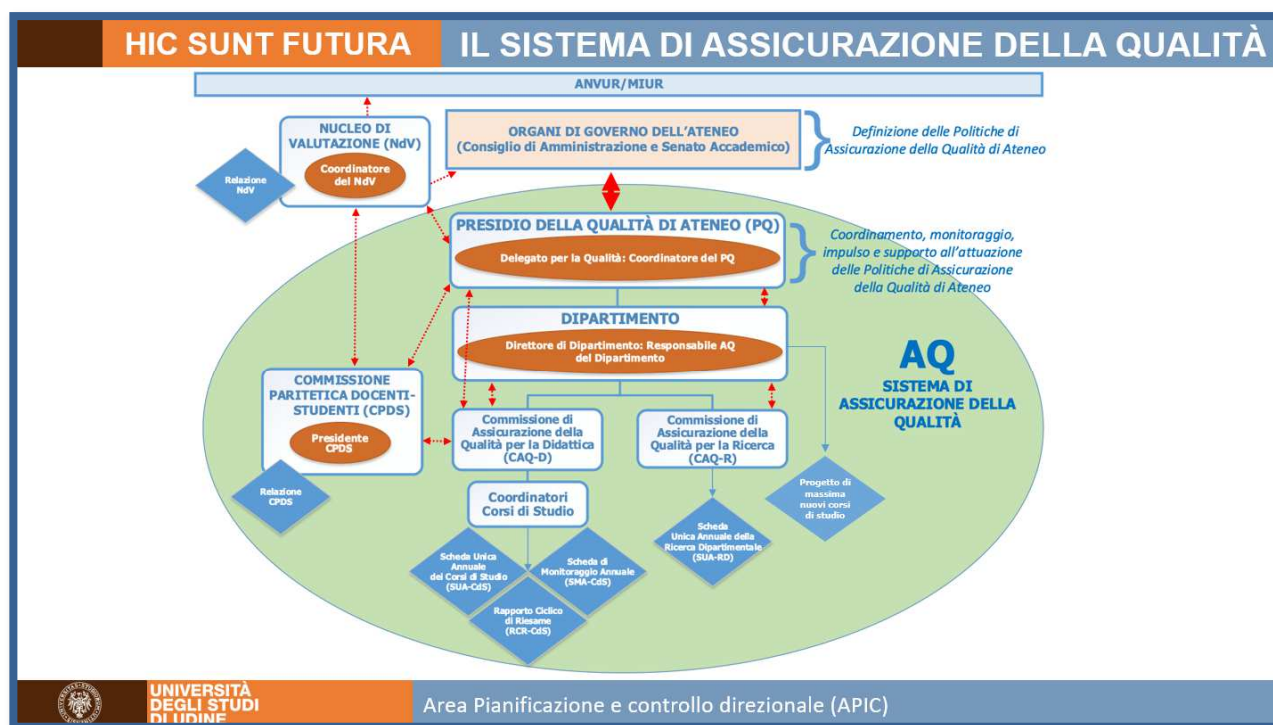 HIC SUNT FUTURA
IL SISTEMA DI ASSICURAZIONE DELLA QUALITÀ
ANVUR/MIUR
NUCLEO DI
VALUTAZIONE (NdV)
Coordinatore
del NdV
Relazione
NdV
ORGANI DI GOVERNO DELL'ATENEO
(Consiglio di Amministrazione e Senato Accademico)
Definizione delle Politiche di
Assicurazione della Qualità di Ateneo
PRESIDIO DELLA QUALITÀ DI ATENEO (PQ)
Delegato per la Qualità: Coordinatore del PQ
Coordinamento, monitoraggio,
impulso e supporto all'attuazione
delle Politiche di Assicurazione
della Qualità di Ateneo
DIPARTIMENTO
Direttore di Dipartimento: Responsabile AQ
del Dipartimento
AQ
SISTEMA DI
ASSICURAZIONE DELLA
QUALITÀ
COMMISSIONE
PARITETICA DOCENTI-
STUDENTI (CPDS)
Presidente
CPDS
Relazione
CPDS
Commissione di
Assicurazione della
Qualità per la Didattica
(CAQ-D)
Commissione di
Assicurazione della
Qualità per la Ricerca
(CAQ-R)
Progetto di
massima
nuovi corsi
di studio
Coordinatori
Corsi di Studio
Scheda Unica
Annuale
dei Corsi di Studio
(SUA-CdS)
Scheda di
Monitoraggio Annuale
(SMA-CdS)
Rapporto Ciclico
di Riesame
(RCR-CdS)
Scheda
Unica Annuale della
Ricerca Dipartimentale
(SUA-RD)
UNIVERSITÀ
DEGLI STUDI
DI UDINE
Area Pianificazione e controllo direzionale (APIC)